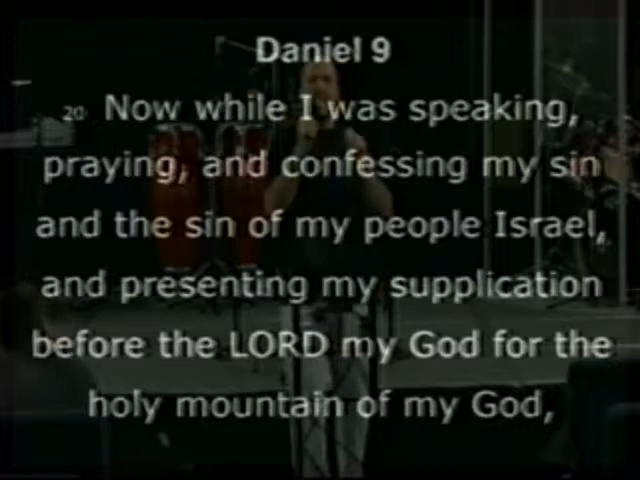 Daniel 9
20 Now while I was speaking,
praying, and confessing my sin
and the sin of my people Israel,
and presenting my supplication
before the LORD my God for the
holy mountain of my God,